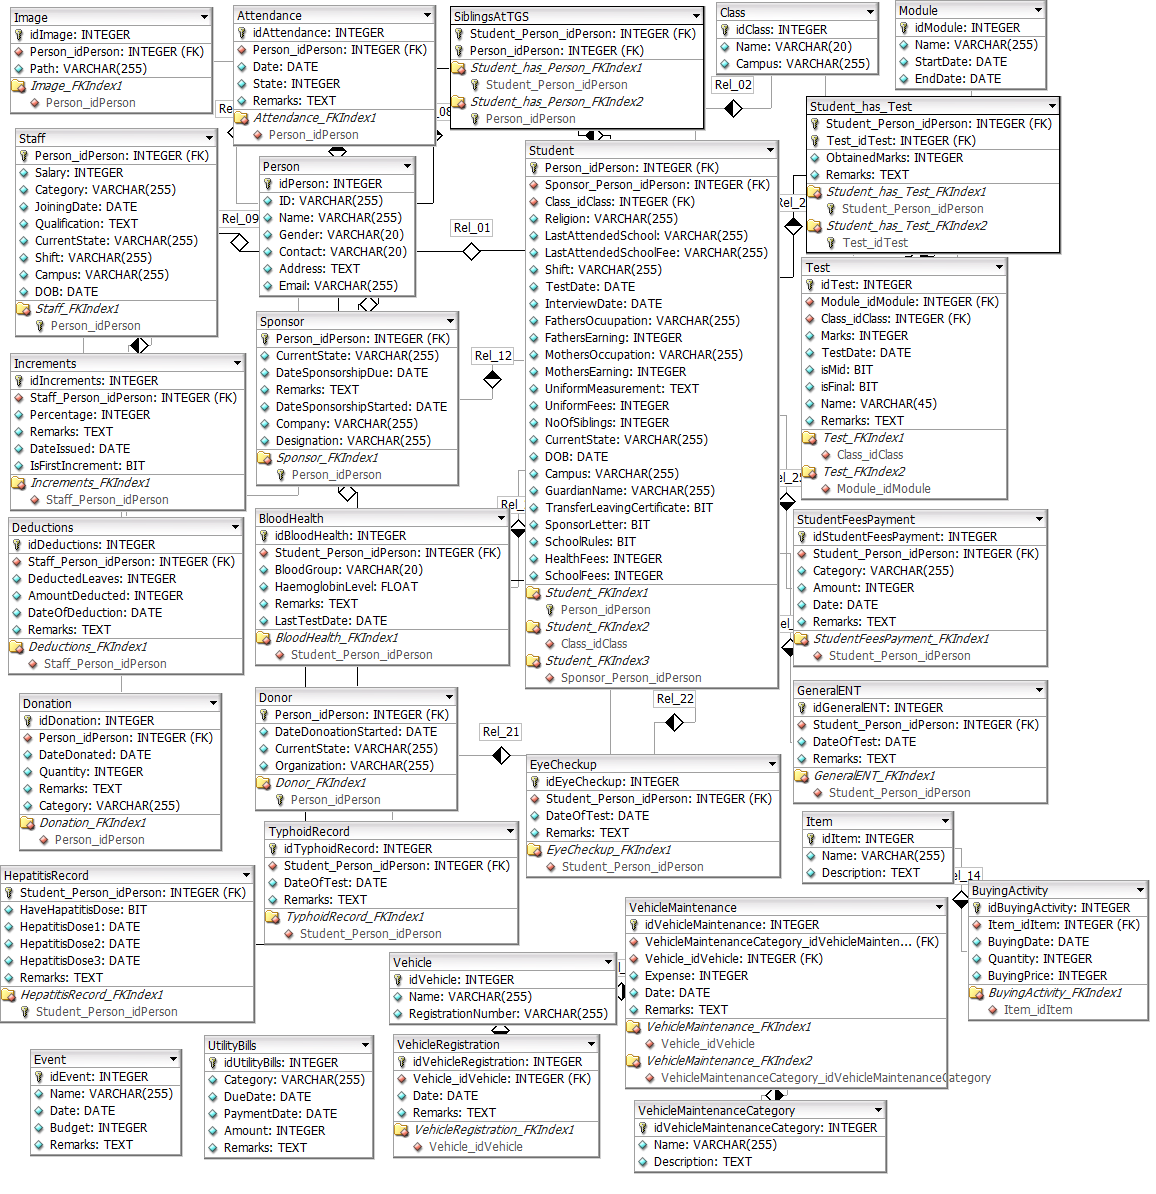 Image
idImage: INTEGER
Person_idPerson: INTEGER (FK)
Path: VARCHAR(255)
Image_FKIndex1
Person_idPerson
Attendance
idAttendance: INTEGER
Person_idPerson: INTEGER (FK)
Date: DATE
State: INTEGER
Remarks: TEXT
Attendance_FKIndex1
Person_idPerson
SiblingsAtTGS
Student_Person_idPerson: INTEGER (FK)
Person_idPerson: INTEGER (FK)
Student_has_Person_FKIndex1
Student_Person_idPerson
Student_has_Person_FKIndex2
Person_idPerson
Class
idClass: INTEGER
Name: VARCHAR(20)
Campus: VARCHAR(255)
Rel_02
Module
idModule: INTEGER
Name: VARCHAR(255)
StartDate: DATE
EndDate: DATE
Student_has_Test
Student_Person_idPerson: INTEGER (FK)
Test_idTest: INTEGER (FK)
ObtainedMarks: INTEGER
Remarks: TEXT
Student_has_Test_FKIndex1
Student_Person_idPerson
Student_has_Test_FKIndex2
Test_idTest
Staff
Person_idPerson: INTEGER (FK)
Salary: INTEGER
Category: VARCHAR(255)
JoiningDate: DATE
Qualification: TEXT
CurrentState: VARCHAR(255)
Shift: VARCHAR(255)
Campus: VARCHAR(255)
DOB: DATE
Staff_FKIndex1
Person_idPerson
Rel_09
Person
idPerson: INTEGER
ID: VARCHAR(255)
Name: VARCHAR(255)
Gender: VARCHAR(20)
Contact: VARCHAR(20)
Address: TEXT
Email: VARCHAR(255)
Rel_01
Student
Person_idPerson: INTEGER (FK)
Sponsor_Person_idPerson: INTEGER (FK)
Class_idClass: INTEGER (FK)
Religion: VARCHAR(255)
LastAttendedSchool: VARCHAR(255)
LastAttendedSchoolFee: VARCHAR(255)
Shift: VARCHAR(255)
TestDate: DATE
InterviewDate: DATE
FathersOcuupation: VARCHAR(255)
FathersEarning: INTEGER
MothersOccupation: VARCHAR(255)
MothersEarning: INTEGER
UniformMeasurement: TEXT
UniformFees: INTEGER
NoOfSiblings: INTEGER
CurrentState: VARCHAR(255)
DOB: DATE
Campus: VARCHAR(255)
GuardianName: VARCHAR(255)
TransferLeavingCertificate: BIT
SponsorLetter: BIT
SchoolRules: BIT
HealthFees: INTEGER
SchoolFees: INTEGER
Student_FKIndex1
Person_idPerson
Student_FKIndex2
Class_idClass
Student_FKIndex3
Sponsor_Person_idPerson
Test
idTest: INTEGER
Module_idModule: INTEGER (FK)
Class_idClass: INTEGER (FK)
Marks: INTEGER
TestDate: DATE
isMid: BIT
isFinal: BIT
Name: VARCHAR(45)
Remarks: TEXT
Test_FKIndex1
Class_idClass
Test_FKIndex2
Module_idModule
Sponsor
Person_idPerson: INTEGER (FK)
CurrentState: VARCHAR(255)
DateSponsorshipDue: DATE
Remarks: TEXT
DateSponsorshipStarted: DATE
Company: VARCHAR(255)
Designation: VARCHAR(255)
Sponsor_FKIndex1
Person_idPerson
Rel_12
Increments
idIncrements: INTEGER
Staff_Person_idPerson: INTEGER (FK)
Percentage: INTEGER
Remarks: TEXT
DateIssued: DATE
IsFirstIncrement: BIT
Increments_FKIndex1
Staff_Person_idPerson
Deductions
idDeductions: INTEGER
Staff_Person_idPerson: INTEGER (FK)
DeductedLeaves: INTEGER
AmountDeducted: INTEGER
DateOfDeduction: DATE
Remarks: TEXT
Deductions_FKIndex1
Staff_Person_idPerson
BloodHealth
idBloodHealth: INTEGER
Student_Person_idPerson: INTEGER (FK)
BloodGroup: VARCHAR(20)
HaemoglobinLevel: FLOAT
Remarks: TEXT
LastTestDate: DATE
BloodHealth_FKIndex1
Student_Person_idPerson
StudentFeesPayment
idStudentFeesPayment: INTEGER
Student_Person_idPerson: INTEGER (FK)
Category: VARCHAR(255)
Amount: INTEGER
Date: DATE
Remarks: TEXT
StudentFeesPayment_FKIndex1
Student_Person_idPerson
Donation
idDonation: INTEGER
Person_idPerson: INTEGER (FK)
DateDonated: DATE
Quantity: INTEGER
Remarks: TEXT
Category: VARCHAR(255)
Donation_FKIndex1
Person_idPerson
Donor
Person_idPerson: INTEGER (FK)
DateDonoationStarted: DATE
CurrentState: VARCHAR(255)
Organization: VARCHAR(255)
Donor_FKIndex1
Person_idPerson
Rel_21
Rel_22
GeneralENT
idGeneralENT: INTEGER
Student_Person_idPerson: INTEGER (FK)
DateOfTest: DATE
Remarks: TEXT
GeneralENT_FKIndex1
Student_Person_idPerson
EyeCheckup
idEyeCheckup: INTEGER
Student_Person_idPerson: INTEGER (FK)
DateOfTest: DATE
Remarks: TEXT
EyeCheckup_FKIndex1
Student_Person_idPerson
TyphoidRecord
idTyphoidRecord: INTEGER
Student_Person_idPerson: INTEGER (FK)
DateOfTest: DATE
Remarks: TEXT
TyphoidRecord_FKIndex1
Student_Person_idPerson
Item
idItem: INTEGER
Name: VARCHAR(255)
Description: TEXT
HepatitisRecord
Student_Person_idPerson: INTEGER (FK)
HaveHapatitisDose: BIT
HepatitisDose1: DATE
HepatitisDose2: DATE
HepatitisDose3: DATE
Remarks: TEXT
HepatitisRecord_FKIndex1
Student_Person_idPerson
BuyingActivity
idBuyingActivity: INTEGER
Item_idItem: INTEGER (FK)
BuyingDate: DATE
Quantity: INTEGER
BuyingPrice: INTEGER
BuyingActivity_FKIndex1
Item_idItem
VehicleMaintenance
idVehicleMaintenance: INTEGER
VehicleMaintenanceCategory_idVehicleMainten... (FK)
Vehicle_idVehicle: INTEGER (FK)
Expense: INTEGER
Date: DATE
Remarks: TEXT
VehicleMaintenance_FKIndex1
Vehicle_idVehicle
VehicleMaintenance_FKIndex2
VehicleMaintenanceCategory_idVehicleMaintenanceCategory
Vehicle
idVehicle: INTEGER
Name: VARCHAR(255)
RegistrationNumber: VARCHAR(255)
VehicleRegistration
idVehicleRegistration: INTEGER
Vehicle_idVehicle: INTEGER (FK)
Date: DATE
Remarks: TEXT
VehicleRegistration_FKIndex1
Vehicle_idVehicle
UtilityBills
idUtilityBills: INTEGER
Category: VARCHAR(255)
DueDate: DATE
PaymentDate: DATE
Amount: INTEGER
Remarks: TEXT
Event
idEvent: INTEGER
Name: VARCHAR(255)
Date: DATE
Budget: INTEGER
Remarks: TEXT
VehicleMaintenanceCategory
idVehicleMaintenanceCategory: INTEGER
Name: VARCHAR(255)
Description: TEXT